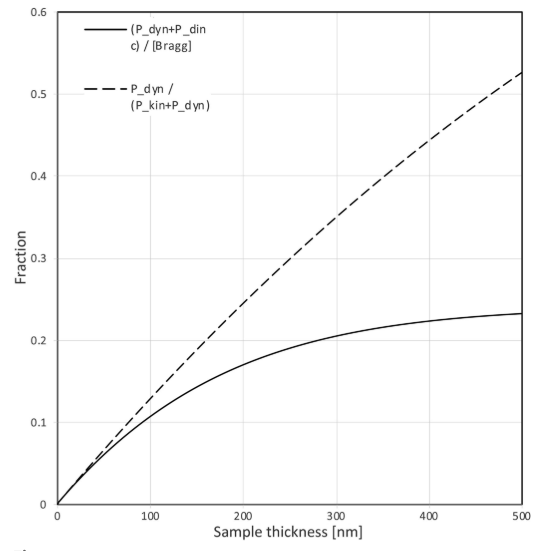 0.6
0.5
0.4
0.3
0.2
0.1
0
Fraction
(P_dyn+P_din
c) / [Bragg]
P_dyn /
(P_kin+P_dyn)
0 100 200 300 400 500
Sample thickness [nm]